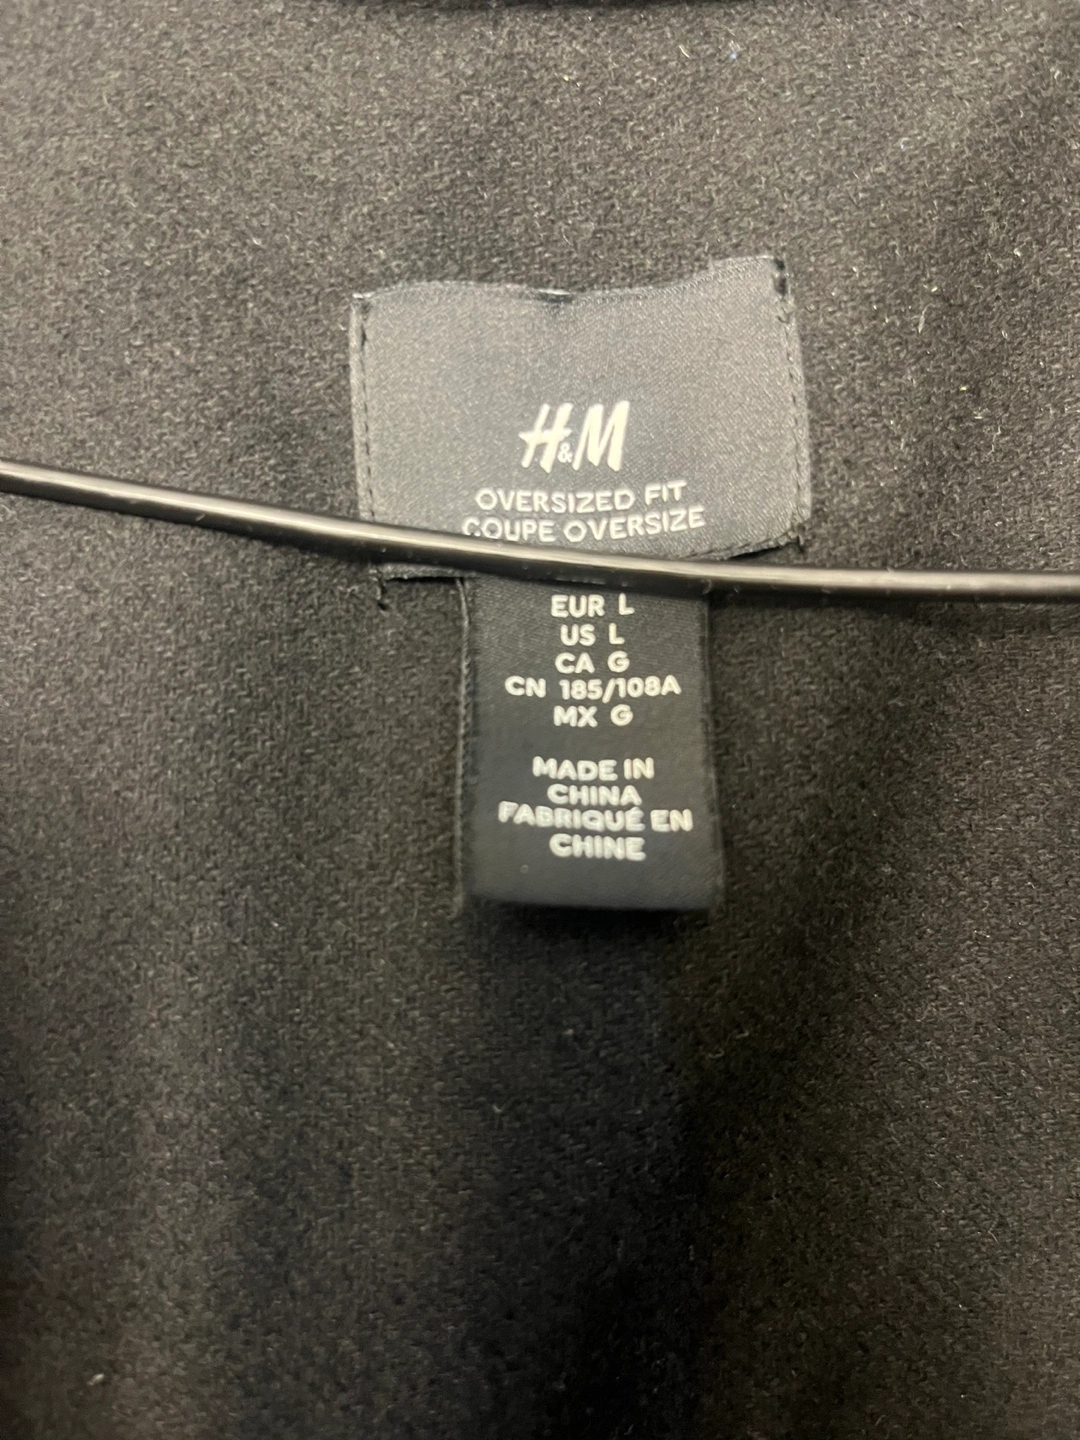 H&M
OVERSIZED FIT
COUPE OVERSIZE
EUR L
US L
CA G
CN 185/108A
MX G
MADE IN
CHINA
FABRIQUÉ EN
CHINE